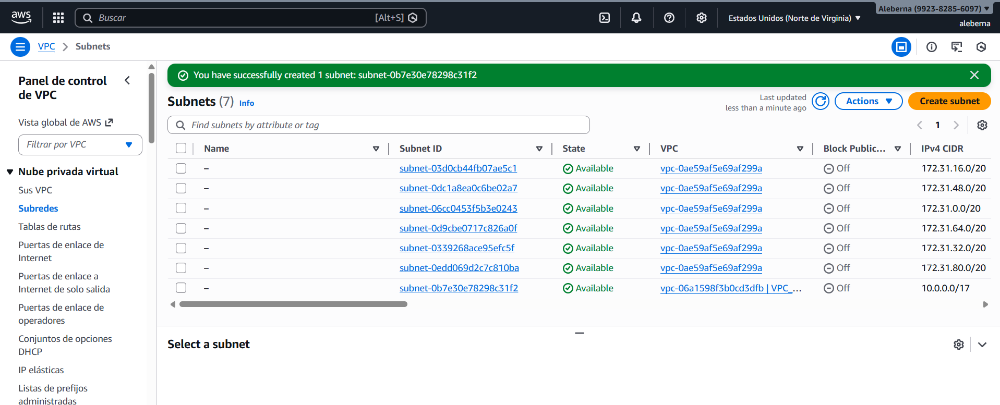 aws
Buscar
[Alt+S]
Estados Unidos (Norte de Virginia)
Aleberna (9923-8285-6097)
aleberna
VPC
Subnets
Panel de control
de VPC
Vista global de AWS
Filtrar por VPC
Nube privada virtual
Sus VPC
Subredes
Tablas de rutas
Puertas de enlace de
Internet
Puertas de enlace a
Internet de solo salida
Puertas de enlace de
operadores
Conjuntos de opciones
DHCP
IP elásticas
Listas de prefijos
administradas
You have successfully created 1 subnet: subnet-0b7e30e78298c31f2
Subnets (7) Info
Last updated
less than a minute ago
Actions
Create subnet
Find subnets by attribute or tag
1
Name Subnet ID State VPC Block Public... IPv4 CIDR
– subnet-03d0cb44fb07ae5c1 Available vpc-0ae59af5e69af299a Off 172.31.16.0/20
– subnet-0dc1a8ea0c6be02a7 Available vpc-0ae59af5e69af299a Off 172.31.48.0/20
– subnet-06cc0453f5b3e0243 Available vpc-0ae59af5e69af299a Off 172.31.0.0/20
– subnet-0d9cbe0717c826a0f Available vpc-0ae59af5e69af299a Off 172.31.64.0/20
– subnet-0339268ace95efc5f Available vpc-0ae59af5e69af299a Off 172.31.32.0/20
– subnet-0edd069d2c7c810ba Available vpc-0ae59af5e69af299a Off 172.31.80.0/20
– subnet-0b7e30e78298c31f2 Available vpc-06a1598f3b0cd3dfb | VPC_... Off 10.0.0.0/17
Select a subnet